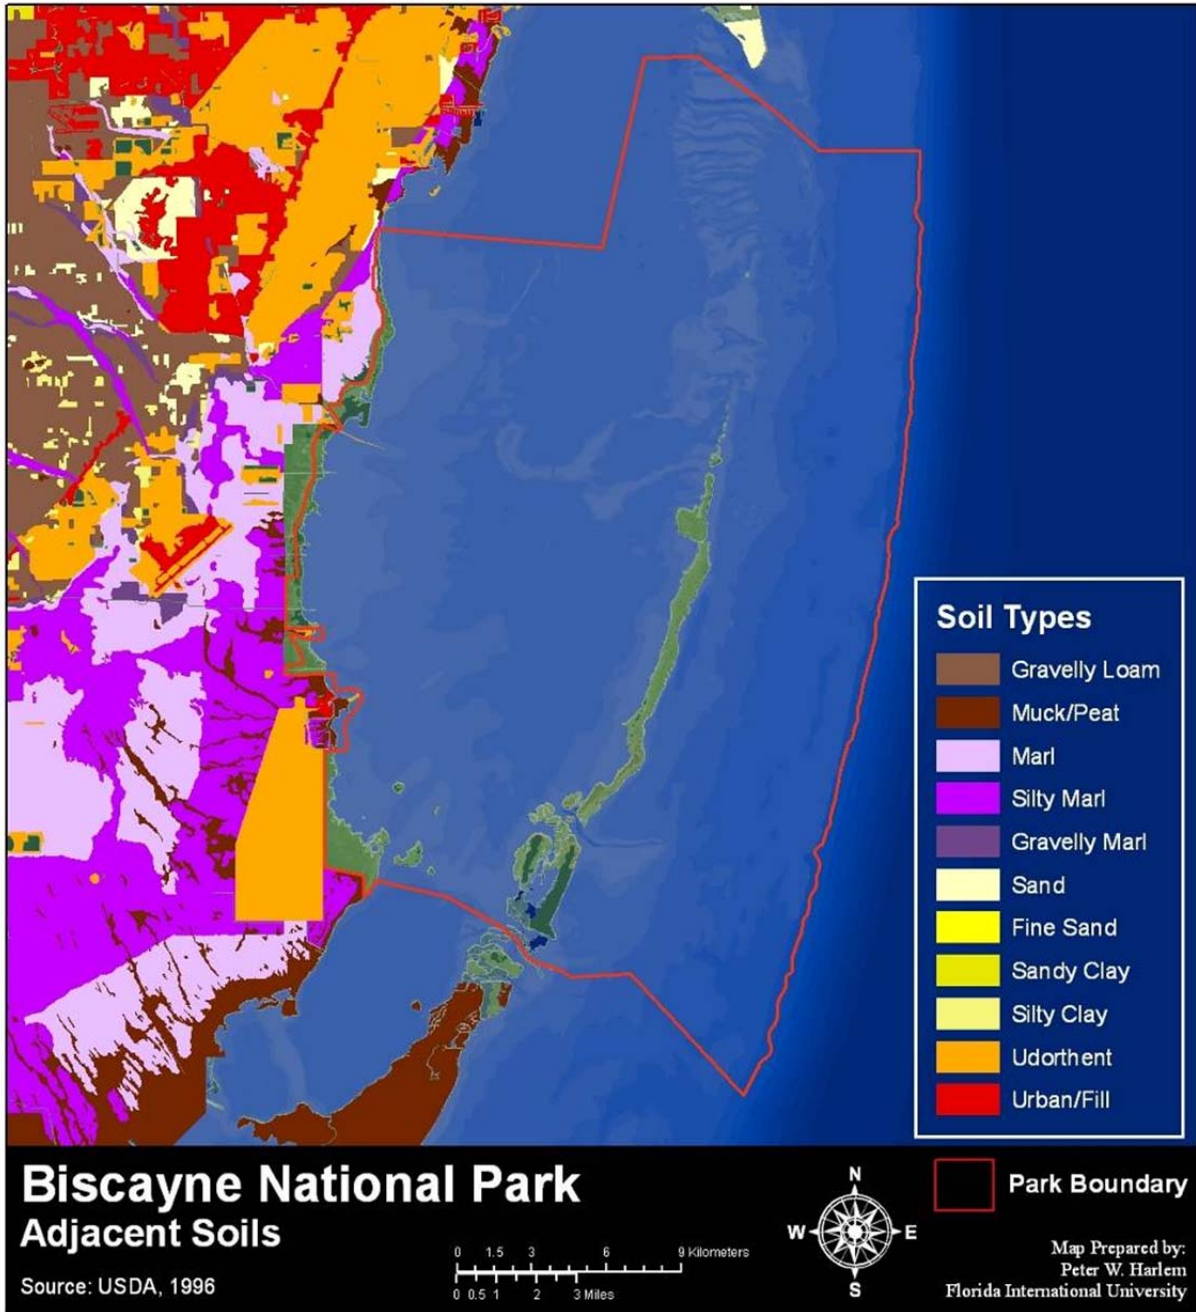 Soil Types
Gravelly Loam
Muck/Peat
Marl
Silty Marl
Gravelly Marl
Sand
Fine Sand
Sandy Clay
Silty Clay
Udorthent
Urban/Fill
Biscayne National Park
Adjacent Soils
Source: USDA, 1996
0 1.5 3 6 9 Kilometers
0 0.5 1 2 3 Miles
N
W E
S
Park Boundary
Map Prepared by:
Peter W. Harlem
Florida International University